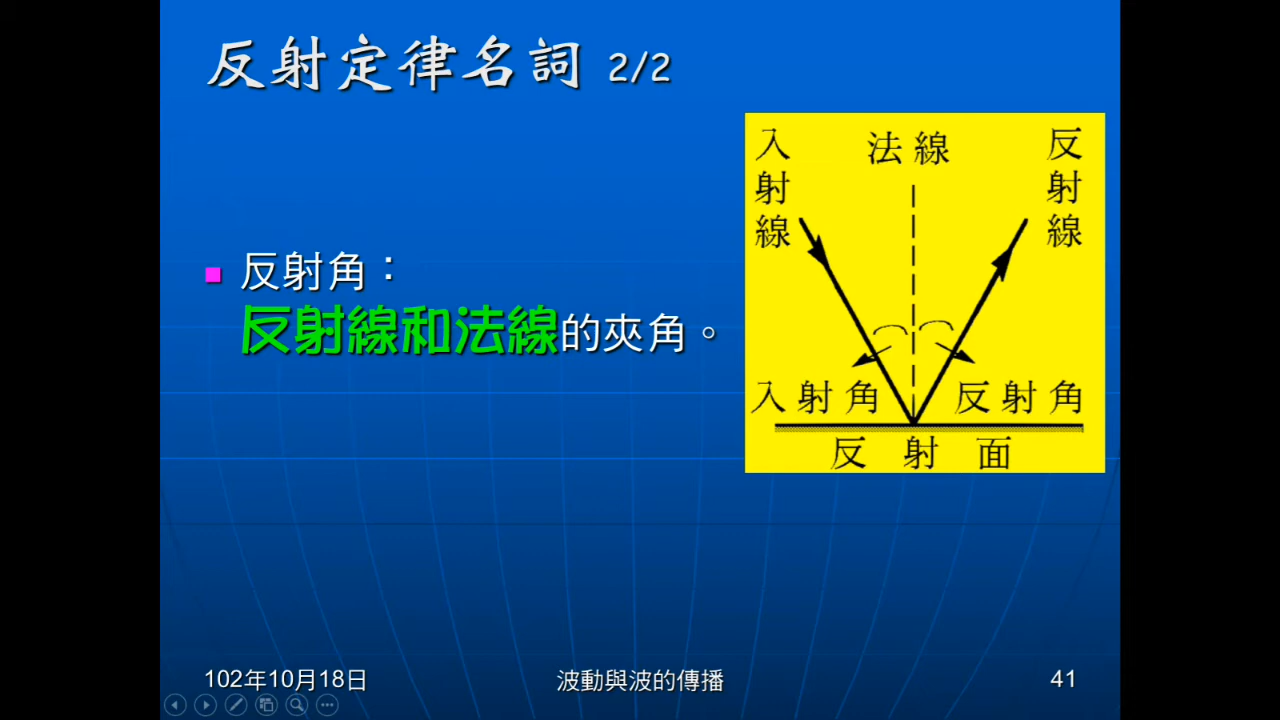 反射定律名詞 2/2
反射角：
反射線和法線的夾角。
入射線
法線
反射線
入射角
反射角
反射面
102年10月18日
波動與波的傳播
41